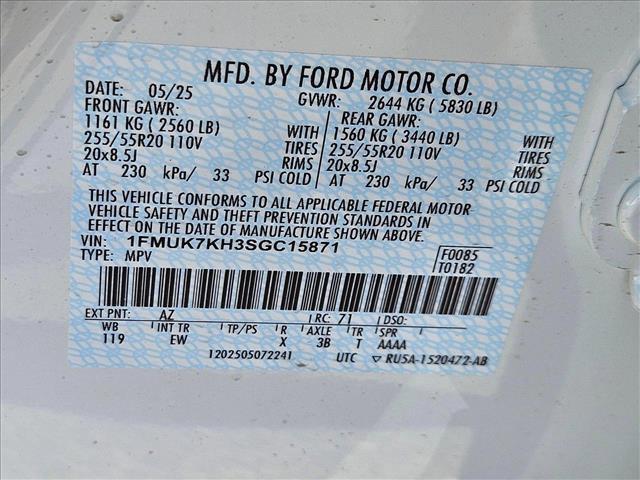 MFD. BY FORD MOTOR CO.
DATE: 05/25 GVWR: 2644 KG ( 5830 LB)
FRONT GAWR: REAR GAWR:
1161 KG ( 2560 LB) WITH 1560 KG ( 3440 LB) WITH
255/55R20 110V TIRES 255/55R20 110V TIRES
20x8.5J RIMS 20x8.5J RIMS
AT 230 kPa/ 33 PSI COLD AT 230 kPa/ 33 PSI COLD
THIS VEHICLE CONFORMS TO ALL APPLICABLE FEDERAL MOTOR
VEHICLE SAFETY AND THEFT PREVENTION STANDARDS IN
EFFECT ON THE DATE OF MANUFACTURE SHOWN ABOVE.
VIN: 1FMUK7KH3SGC15871 F0085
TYPE: MPV T0182
EXT PNT: AZ RC: 71 DSO:
WB INT TR TP/PS R AXLE TR SPR
119 EW X 3B T AAAA
1202505072241 UTC ▽ RU5A-1520472-AB